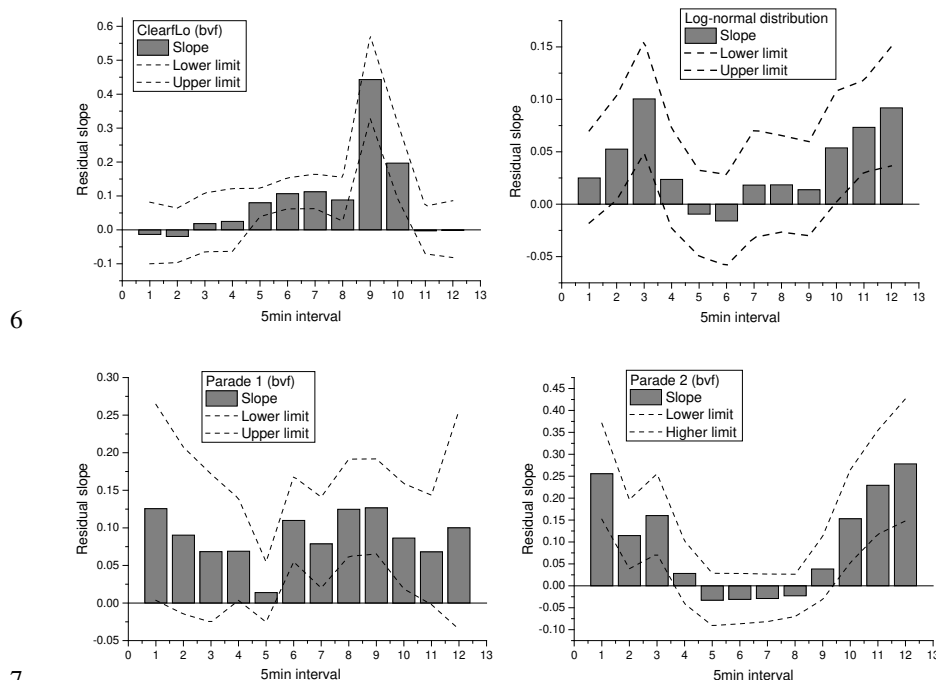 ClearfLo (bvf)
Slope
Lower limit
Upper limit
Residual slope
0.6
0.5
0.4
0.3
0.2
0.1
0.0
-0.1
0 1 2 3 4 5 6 7 8 9 10 11 12 13
5min interval
Log-normal distribution
Slope
Lower limit
Upper limit
Residual slope
0.15
0.10
0.05
0.00
-0.05
0 1 2 3 4 5 6 7 8 9 10 11 12 13
5min interval
6
Parade 1 (bvf)
Slope
Lower limit
Upper limit
Residual slope
0.30
0.25
0.20
0.15
0.10
0.05
0.00
-0.05
0 1 2 3 4 5 6 7 8 9 10 11 12 13
5min interval
Parade 2 (bvf)
Slope
Lower limit
Higher limit
Residual slope
0.45
0.40
0.35
0.30
0.25
0.20
0.15
0.10
0.05
0.00
-0.05
-0.10
0 1 2 3 4 5 6 7 8 9 10 11 12 13
5min interval
7